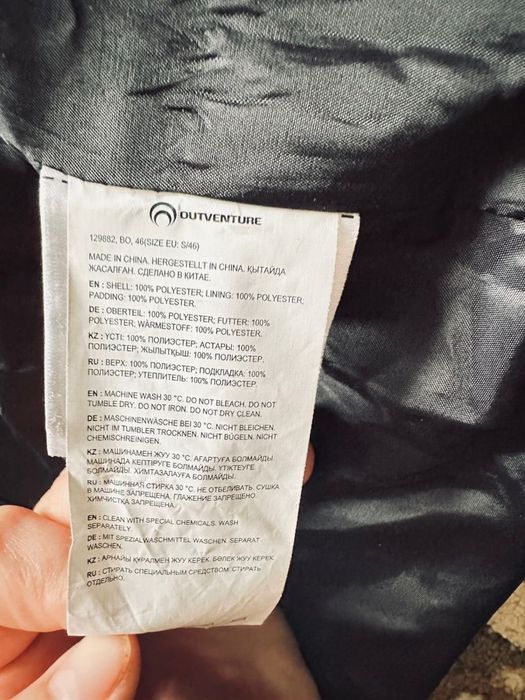 OUTVENTURE
129882, BO, 46(SIZE EU: S/46)
MADE IN CHINA. HERGESTELLT IN CHINA. ҚЫТАЙДА
ЖАСАЛҒАН. СДЕЛАНО В КИТАЕ.
EN : SHELL: 100% POLYESTER; LINING: 100% POLYESTER;
PADDING: 100% POLYESTER.
DE : OBERTEIL: 100% POLYESTER; FUTTER: 100%
POLYESTER, WÄRMESTOFF: 100% POLYESTER.
KZ : ҮСТІ: 100% ПОЛИЭСТЕР; АСТАРЫ: 100%
ПОЛИЭСТЕР; ЖЫЛЫТҚЫШ: 100% ПОЛИЭСТЕР.
RU : ВЕРХ: 100% ПОЛИЭСТЕР; ПОДКЛАДКА: 100%
ПОЛИЭСТЕР; УТЕПЛИТЕЛЬ: 100% ПОЛИЭСТЕР.
EN : MACHINE WASH 30 °C. DO NOT BLEACH. DO NOT
TUMBLE DRY. DO NOT IRON. DO NOT DRY CLEAN.
DE : MASCHINENWÄSCHE BEI 30 °C. NICHT BLEICHEN.
NICHT IM TUMBLER TROCKNEN. NICHT BÜGELN. NICHT
CHEMISCHREINIGEN.
KZ : МАШИНАМЕН ЖУУ 30 °C. АҒАРТУҒА БОЛМАЙДЫ.
МАШИНАДА КЕПТІРУГЕ БОЛМАЙДЫ. ҮТІКТЕУГЕ
БОЛМАЙДЫ. ХИМТАЗАЛАУҒА БОЛМАЙДЫ.
RU : МАШИННАЯ СТИРКА 30 °C. НЕ ОТБЕЛИВАТЬ. СУШКА
В МАШИНЕ ЗАПРЕЩЕНА. ГЛАЖЕНИЕ ЗАПРЕЩЕНО.
ХИМЧИСТКА ЗАПРЕЩЕНА.
EN : CLEAN WITH SPECIAL CHEMICALS. WASH
SEPARATELY.
DE : MIT SPEZIALWASCHMITTEL WASCHEN. SEPARAT
WASCHEN.
KZ : АРНАЙЫ ҚҰРАЛМЕН ЖУУ КЕРЕК. БӨЛЕК ЖУУ КЕРЕК.
RU : СТИРАТЬ СПЕЦИАЛЬНЫМ СРЕДСТВОМ. СТИРАТЬ
ОТДЕЛЬНО.